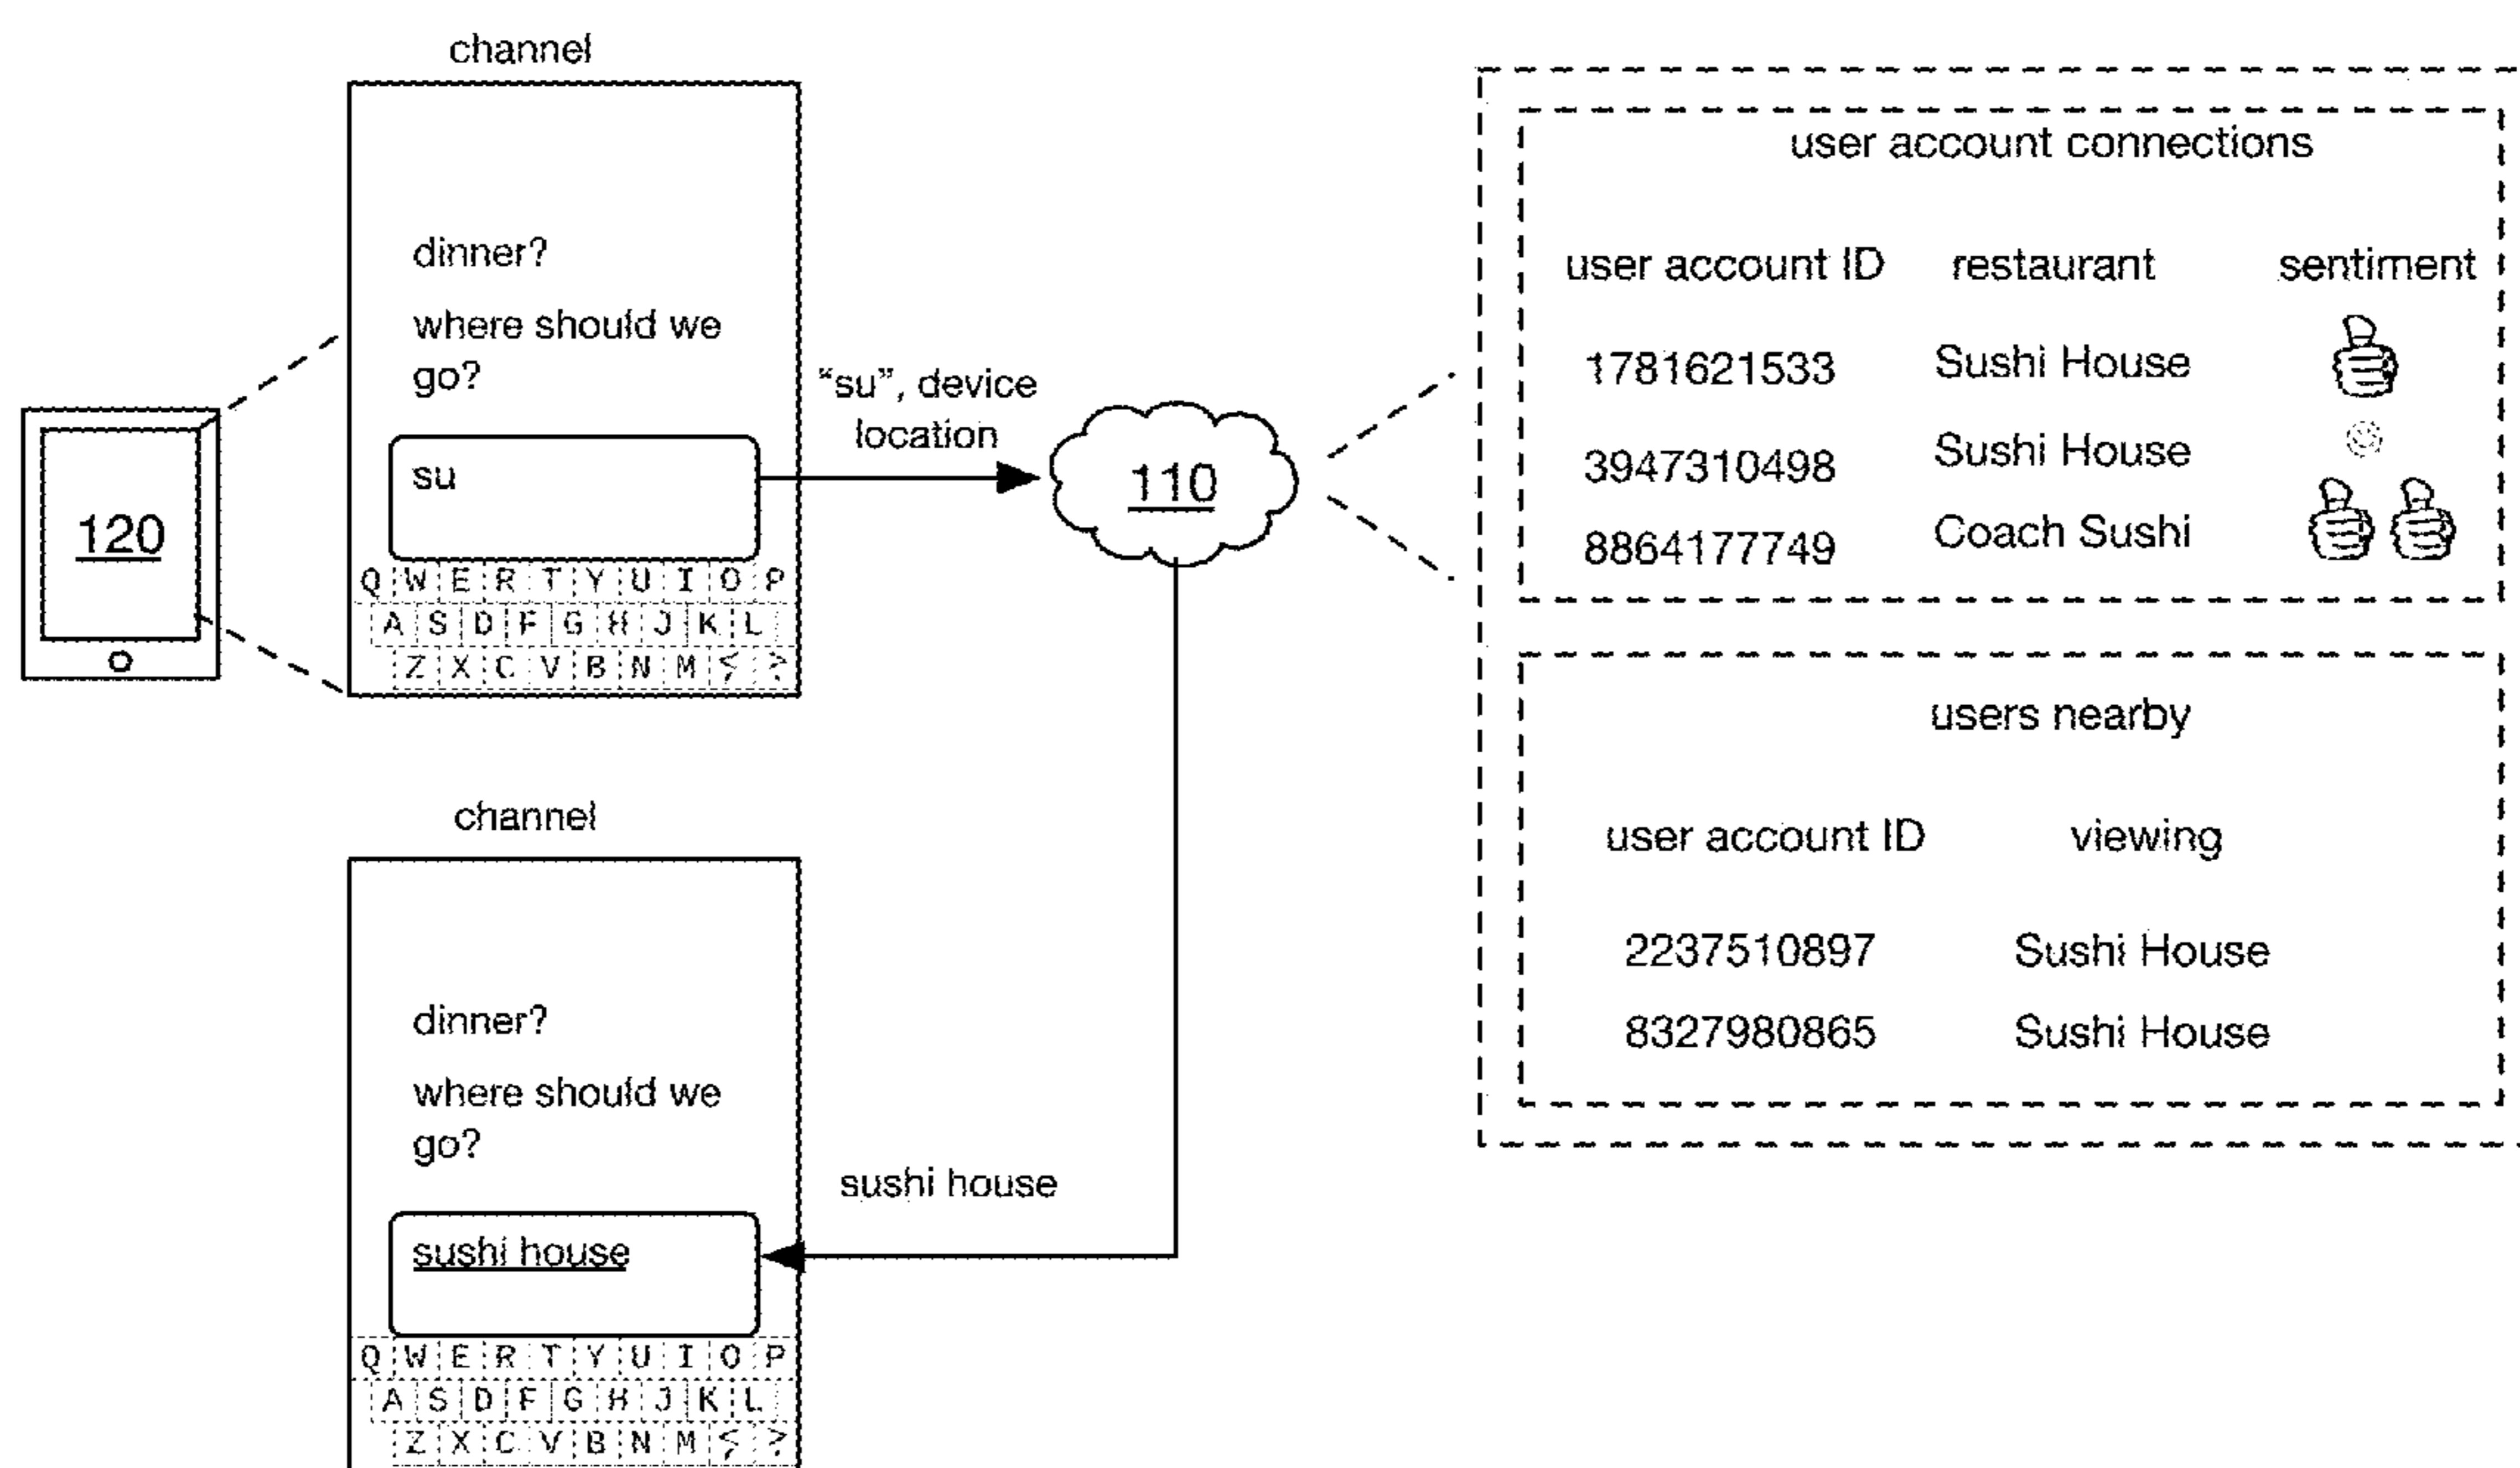 channel
dinner?
where should we
go?
su
Q W E R T Y U I O P
A S D F G H J K L
Z X C V B N M < ?
120
"su", device
location
110
user account connections
user account ID restaurant sentiment
1781621533 Sushi House
3947310498 Sushi House
8864177749 Coach Sushi
users nearby
user account ID viewing
2237510897 Sushi House
8327980865 Sushi House
channel
dinner?
where should we
go?
sushi house
Q W E R T Y U I O P
A S D F G H J K L
Z X C V B N M < ?
sushi house